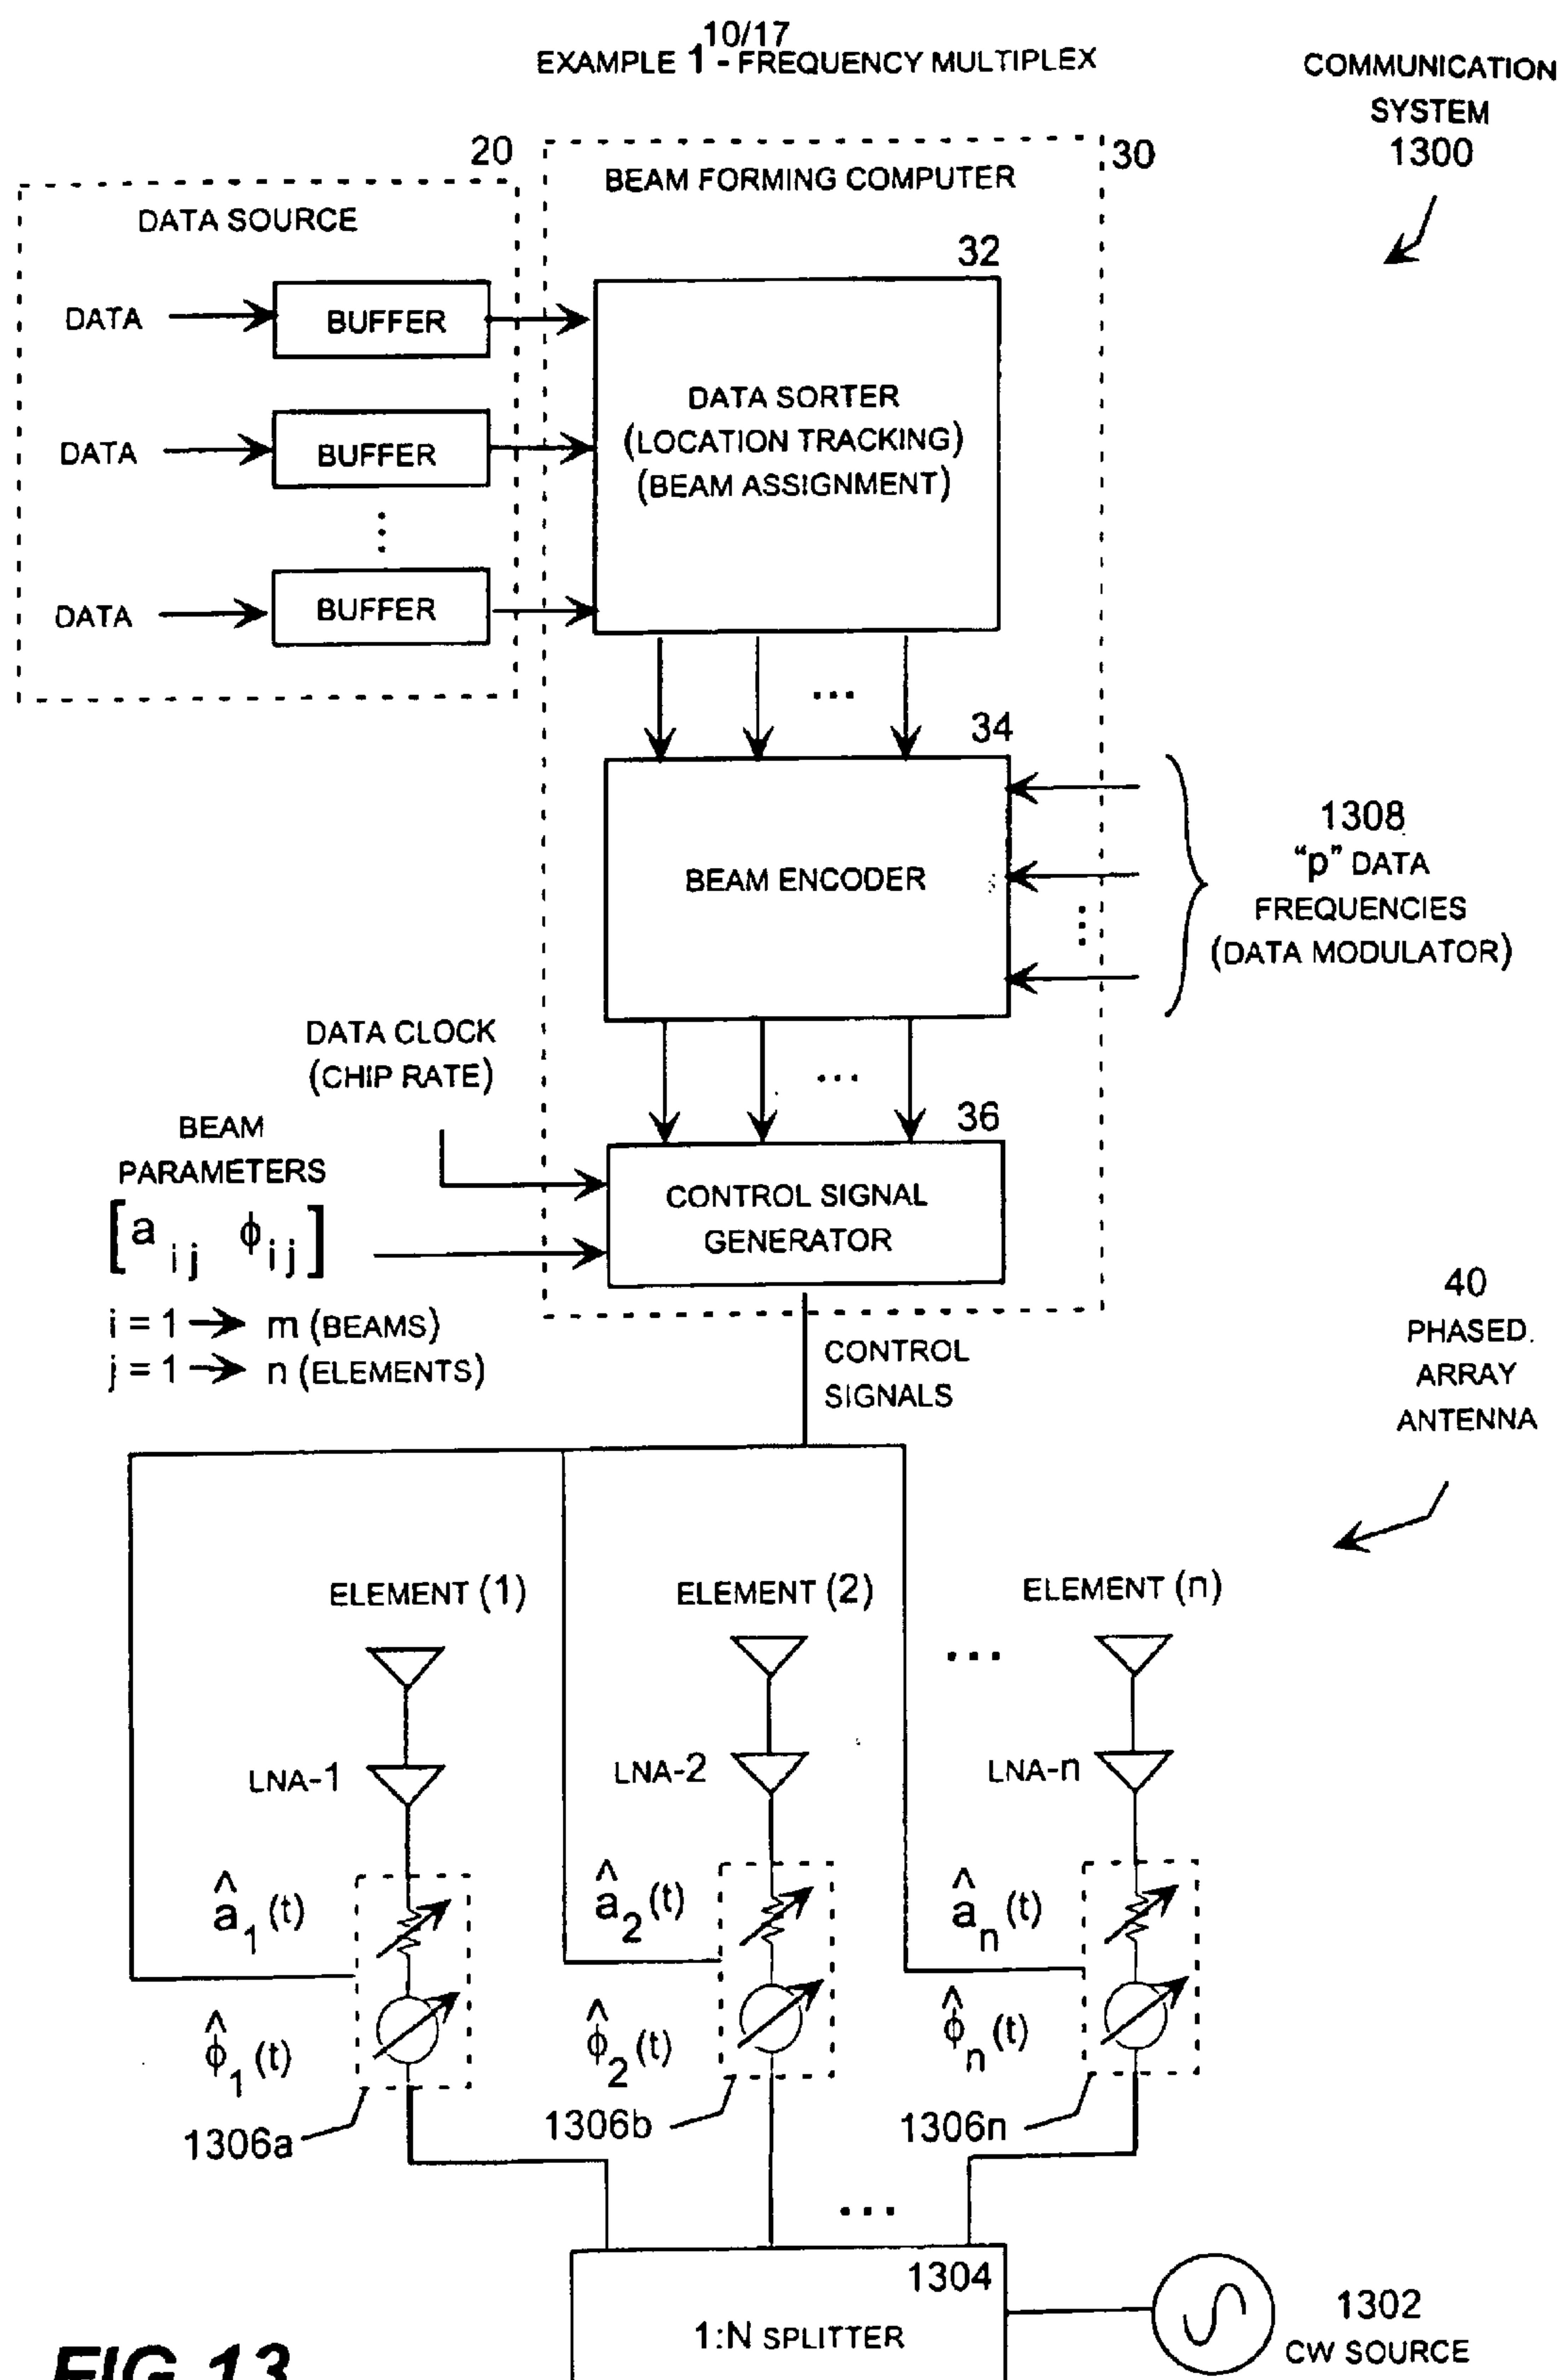 10/17
EXAMPLE 1 - FREQUENCY MULTIPLEX
COMMUNICATION
SYSTEM
1300
20
DATA SOURCE
DATA
BUFFER
DATA
BUFFER
DATA
BUFFER
30
BEAM FORMING COMPUTER
32
DATA SORTER
(LOCATION TRACKING)
(BEAM ASSIGNMENT)
...
34
BEAM ENCODER
1308
"p" DATA
FREQUENCIES
(DATA MODULATOR)
...
DATA CLOCK
(CHIP RATE)
BEAM
PARAMETERS
[a ij ϕij]
i = 1 → m (BEAMS)
j = 1 → n (ELEMENTS)
36
CONTROL SIGNAL
GENERATOR
CONTROL
SIGNALS
40
PHASED.
ARRAY
ANTENNA
ELEMENT (1)
ELEMENT (2)
...
ELEMENT (n)
LNA-1
LNA-2
LNA-n
â1 (t)
â2 (t)
ân (t)
ϕ̂1 (t)
ϕ̂2 (t)
ϕ̂n (t)
1306a
1306b
1306n
...
1304
1:N SPLITTER
1302
CW SOURCE
FIG 13